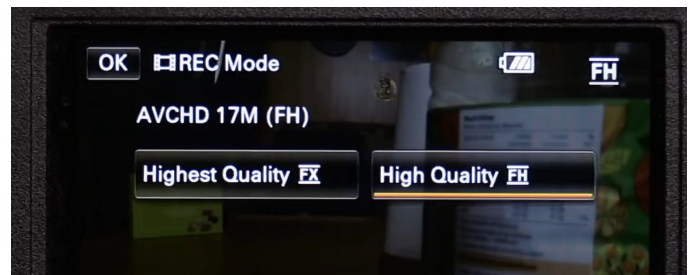 OK REC Mode FH
AVCHD 17M (FH)
Highest Quality FX High Quality FH